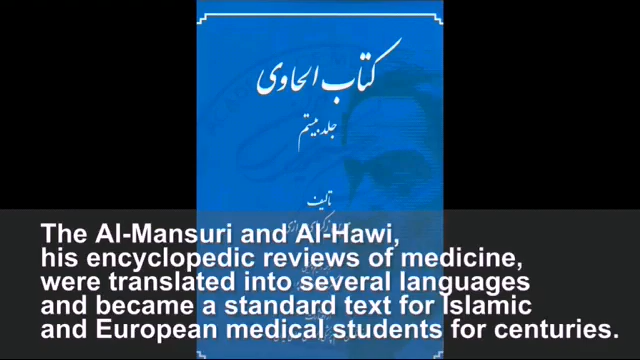 کتاب الحاوی
جلد بیستم
تألیف
The Al-Mansuri and Al-Hawi,
his encyclopedic reviews of medicine,
were translated into several languages
and became a standard text for Islamic
and European medical students for centuries.